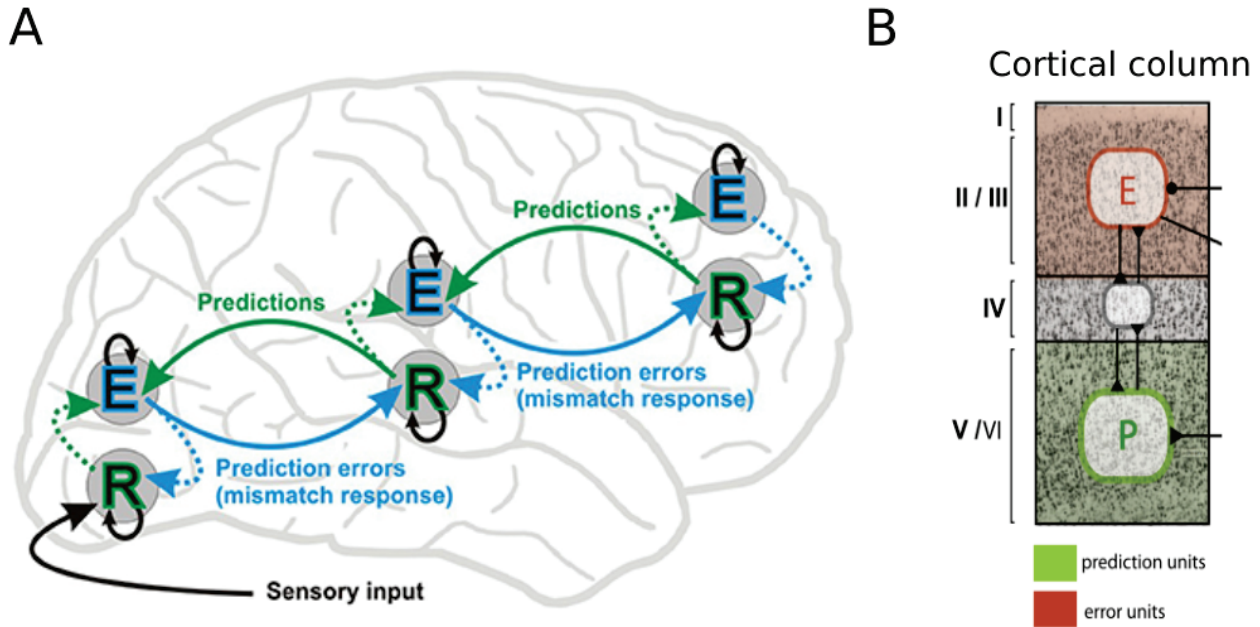 A
B
Cortical column
I
II / III
IV
V /VI
E
P
prediction units
error units
E
R
Predictions
E
R
Predictions
E
R
Prediction errors
(mismatch response)
Prediction errors
(mismatch response)
Sensory input